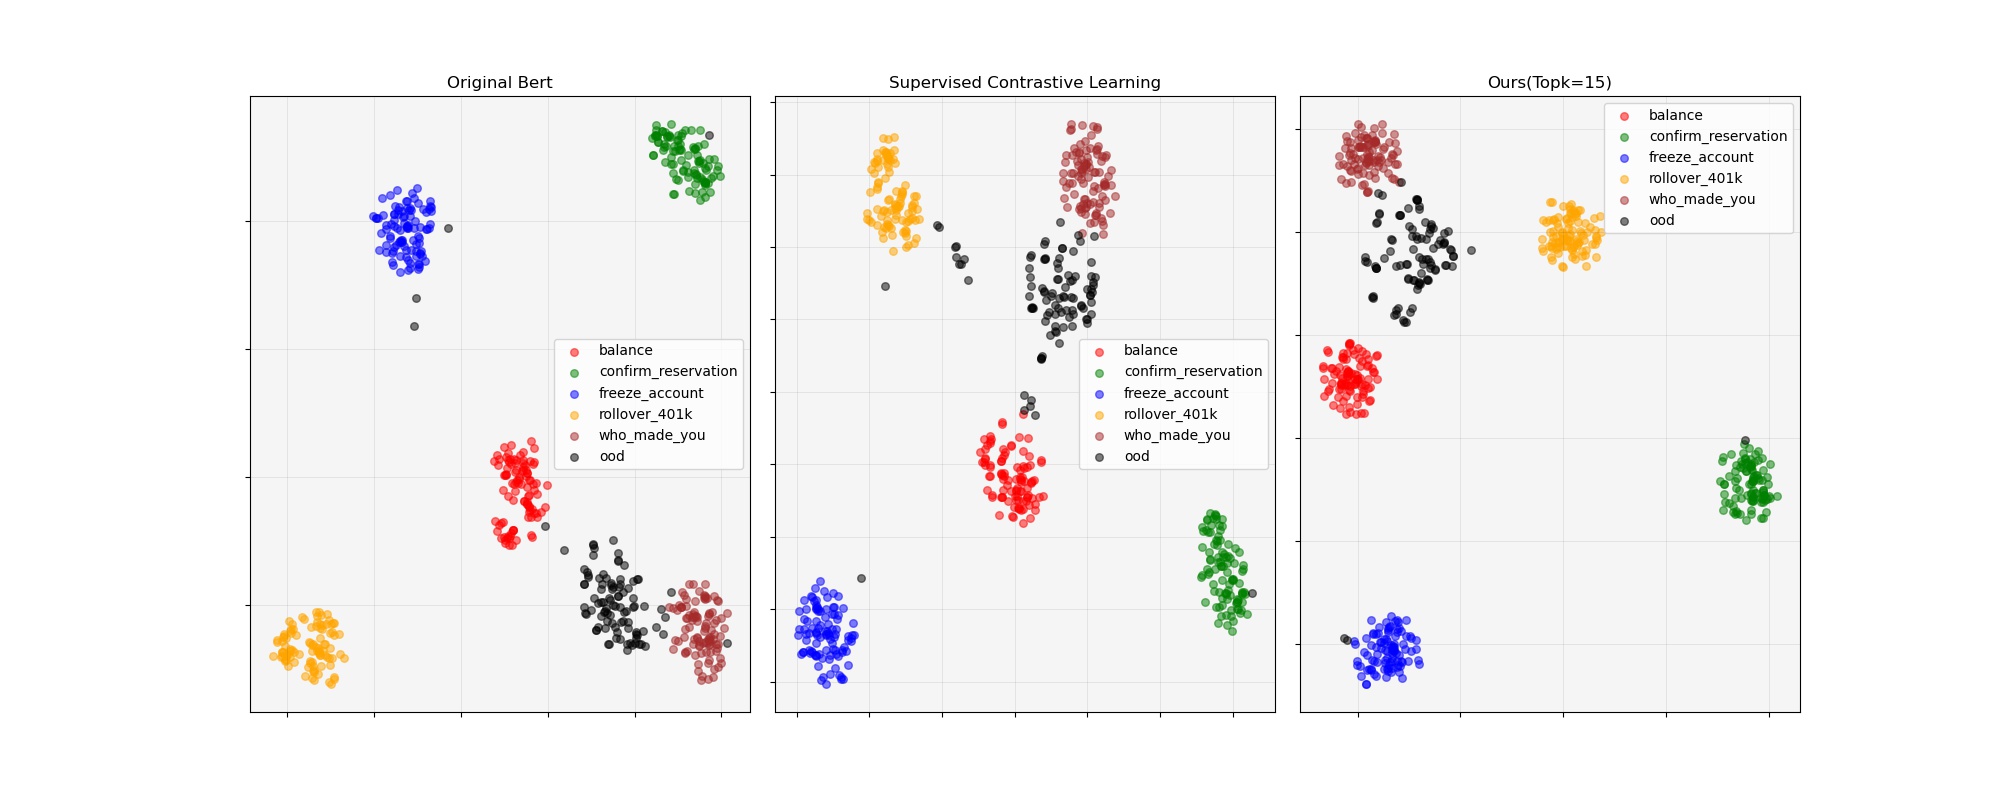 Original Bert
balance
confirm_reservation
freeze_account
rollover_401k
who_made_you
ood
Supervised Contrastive Learning
balance
confirm_reservation
freeze_account
rollover_401k
who_made_you
ood
Ours(Topk=15)
balance
confirm_reservation
freeze_account
rollover_401k
who_made_you
ood